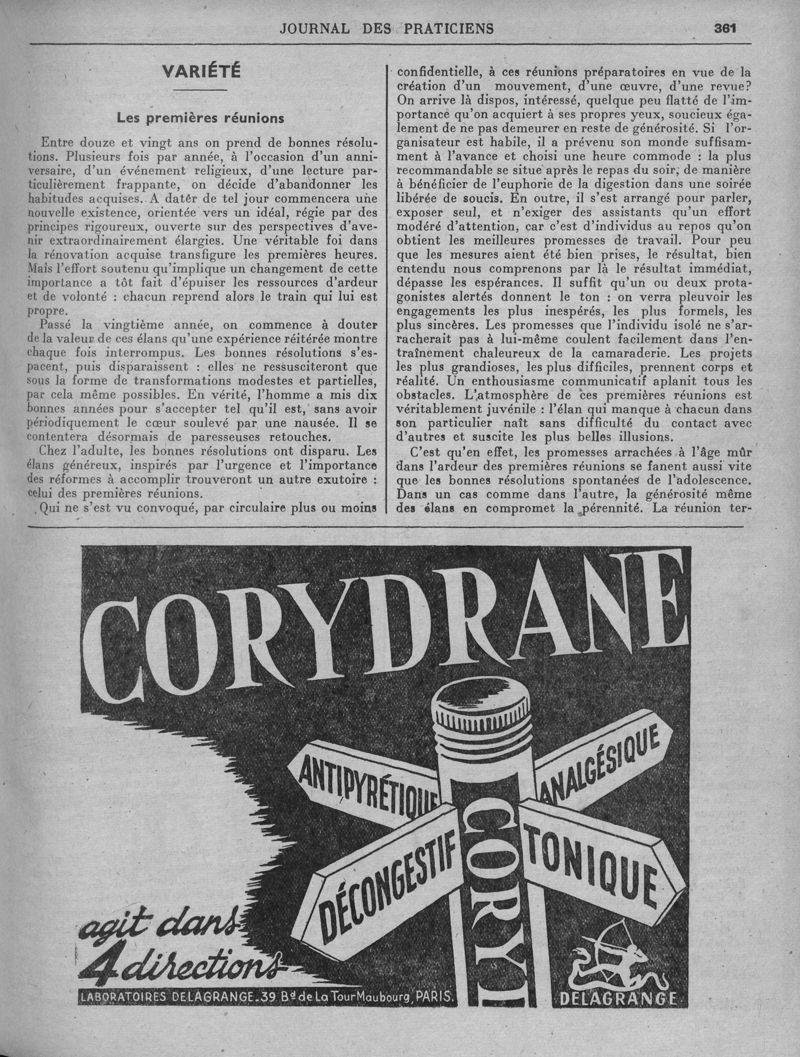 JOURNAL DES PRATICIENS 361
VARIÉTÉ
Les premières réunions
Entre douze et vingt ans on prend de bonnes résolu-
tions. Plusieurs fois par année, à l'occasion d'un anni-
versaire, d'un événement religieux, d'une lecture par-
ticulièrement frappante, on décide d'abandonner les
habitudes acquises. A dater de tel jour commencera une
nouvelle existence, orientée vers un idéal, régie par des
principes rigoureux, ouverte sur des perspectives d'ave-
nir extraordinairement élargies. Une véritable foi dans
la rénovation acquise transfigure les premières heures.
Mais l'effort soutenu qu'implique un changement de cette
importance a tôt fait d'épuiser les ressources d'ardeur
et de volonté : chacun reprend alors le train qui lui est
propre.
Passé la vingtième année, on commence à douter
de la valeur de ces élans qu'une expérience réitérée montre
chaque fois interrompus. Les bonnes résolutions s'es-
pacent, puis disparaissent : elles ne ressusciteront que
sous la forme de transformations modestes et partielles,
par cela même possibles. En vérité, l'homme a mis dix
bonnes années pour s'accepter tel qu'il est, sans avoir
périodiquement le cœur soulevé par une nausée. Il se
contentera désormais de paresseuses retouches.
Chez l'adulte, les bonnes résolutions ont disparu. Les
élans généreux, inspirés par l'urgence et l'importance
des réformes à accomplir trouveront un autre exutoire :
celui des premières réunions.
Qui ne s'est vu convoqué, par circulaire plus ou moins
confidentielle, à ces réunions préparatoires en vue de la
création d'un mouvement, d'une œuvre, d'une revue?
On arrive là dispos, intéressé, quelque peu flatté de l'im-
portance qu'on acquiert à ses propres yeux, soucieux éga-
lement de ne pas demeurer en reste de générosité. Si l'or-
ganisateur est habile, il a prévenu son monde suffisam-
ment à l'avance et choisi une heure commode : la plus
recommandable se situe après le repas du soir, de manière
à bénéficier de l'euphorie de la digestion dans une soirée
libérée de soucis. En outre, il s'est arrangé pour parler,
exposer seul, et n'exiger des assistants qu'un effort
modéré d'attention, car c'est d'individus au repos qu'on
obtient les meilleures promesses de travail. Pour peu
que les mesures aient été bien prises, le résultat, bien
entendu nous comprenons par là le résultat immédiat,
dépasse les espérances. Il suffit qu'un ou deux prota-
gonistes alertés donnent le ton : on verra pleuvoir les
engagements les plus inespérés, les plus formels, les
plus sincères. Les promesses que l'individu isolé ne s'ar-
racherait pas à lui-même coulent facilement dans l'en-
traînement chaleureux de la camaraderie. Les projets
les plus grandioses, les plus difficiles, prennent corps et
réalité. Un enthousiasme communicatif aplanit tous les
obstacles. L'atmosphère de ces premières réunions est
véritablement juvénile : l'élan qui manque à chacun dans
son particulier naît sans difficulté du contact avec
d'autres et suscite les plus belles illusions.
C'est qu'en effet, les promesses arrachées à l'âge mûr
dans l'ardeur des premières réunions se fanent aussi vite
que les bonnes résolutions spontanées de l'adolescence.
Dans un cas comme dans l'autre, la générosité même
des élans en compromet la pérennité. La réunion ter-
CORYDRANE
ANTIPYRÉTIQUE
ANALGÉSIQUE
DÉCONGESTIF
TONIQUE
CORYD
agit dans
4 directions
LABORATOIRES DELAGRANGE.39 Bd de La Tour Maubourg, PARIS.
DELAGRANGE